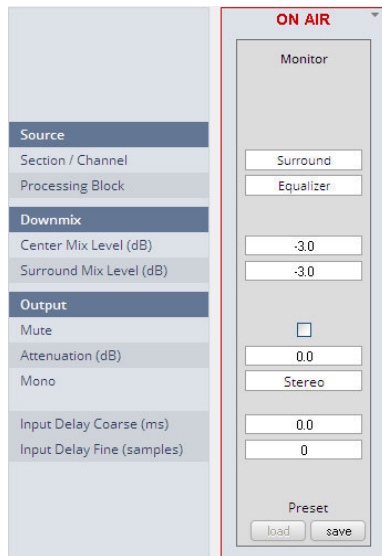 ON AIR
Monitor
Source
Section / Channel Surround
Processing Block Equalizer
Downmix
Center Mix Level (dB) -3.0
Surround Mix Level (dB) -3.0
Output
Mute
Attenuation (dB) 0.0
Mono Stereo
Input Delay Coarse (ms) 0.0
Input Delay Fine (samples) 0
Preset
load save